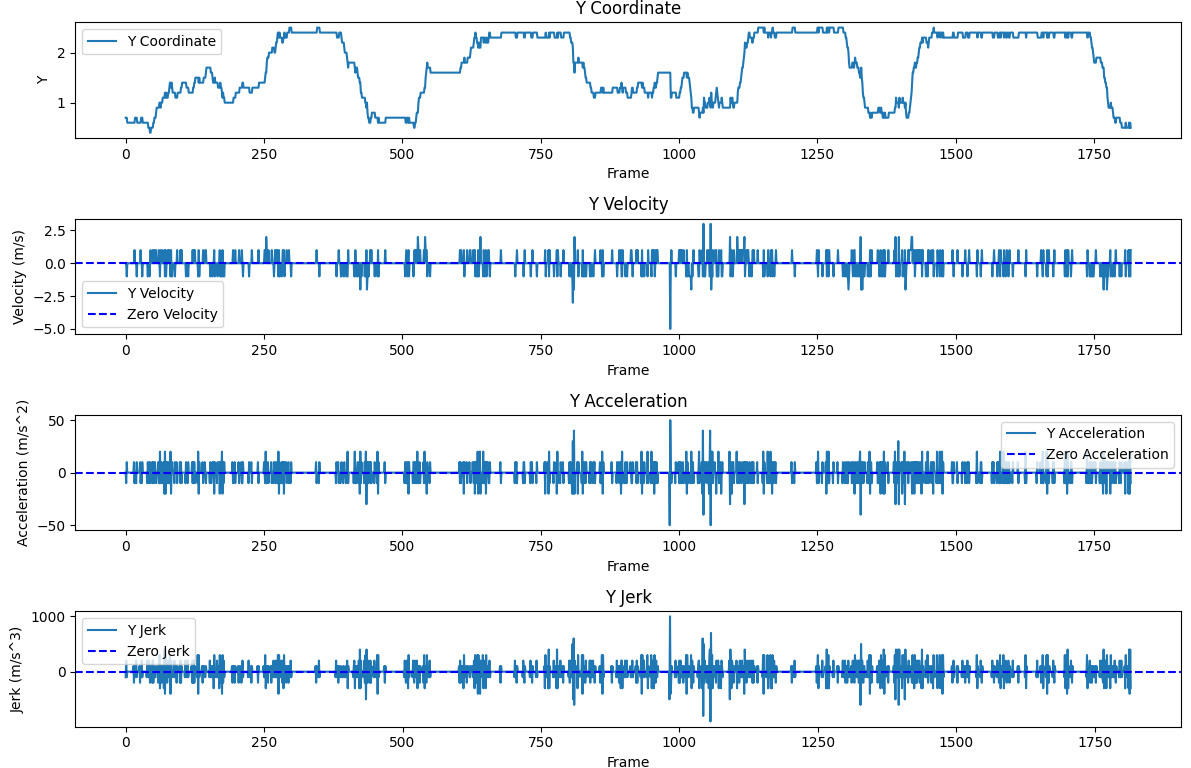 Y Coordinate
Y Coordinate
Y
2
1
0 250 500 750 1000 1250 1500 1750
Frame
Y Velocity
Velocity (m/s)
2.5
0.0
−2.5
−5.0
Y Velocity
Zero Velocity
0 250 500 750 1000 1250 1500 1750
Frame
Y Acceleration
Acceleration (m/s^2)
50
0
−50
Y Acceleration
Zero Acceleration
0 250 500 750 1000 1250 1500 1750
Frame
Y Jerk
Jerk (m/s^3)
1000
0
Y Jerk
Zero Jerk
0 250 500 750 1000 1250 1500 1750
Frame